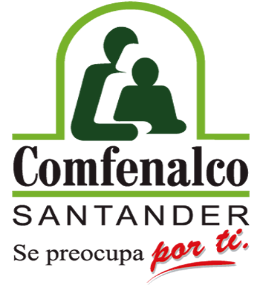 Comfenalco
SANTANDER
Se preocupa por ti.